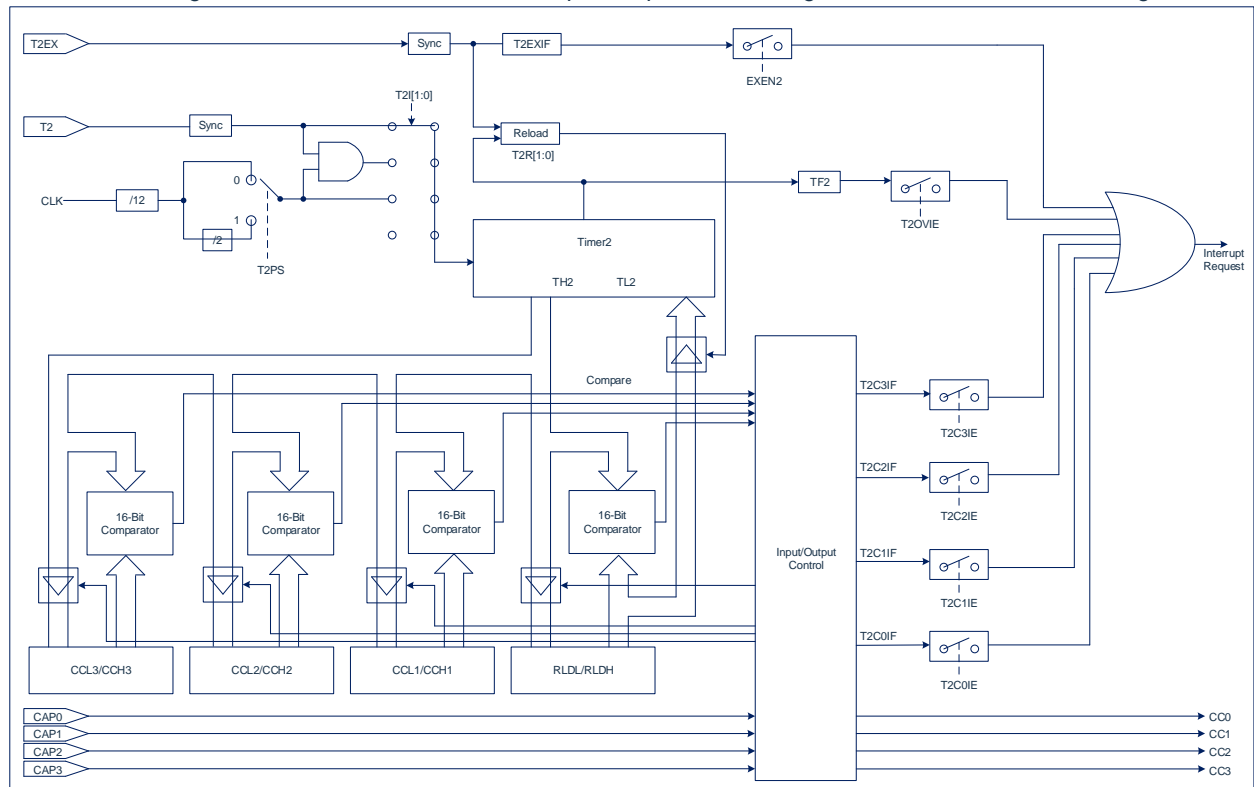 T2EX
Sync
T2EXIF
EXEN2
T2I[1:0]
T2
Sync
Reload
T2R[1:0]
0
CLK
/12
1
/2
T2PS
TF2
T2OVIE
Timer2
TH2 TL2
Interrupt
Request
Compare
T2C3IF
T2C3IE
T2C2IF
T2C2IE
T2C1IF
T2C1IE
T2C0IF
T2C0IE
16-Bit
Comparator
16-Bit
Comparator
16-Bit
Comparator
16-Bit
Comparator
Input/Output
Control
CCL3/CCH3
CCL2/CCH2
CCL1/CCH1
RLDL/RLDH
CAP0
CAP1
CAP2
CAP3
CC0
CC1
CC2
CC3